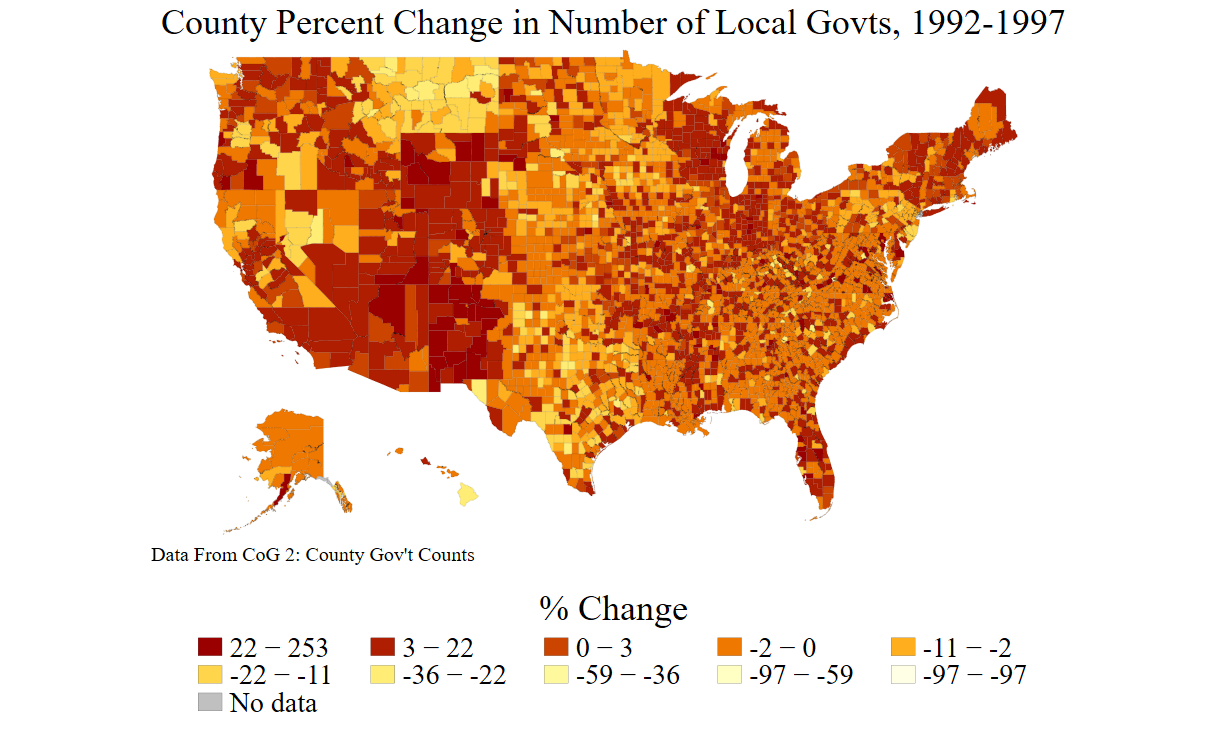 County Percent Change in Number of Local Govts, 1992-1997
Data From CoG 2: County Gov't Counts
% Change
22 − 253 3 − 22 0 − 3 -2 − 0 -11 − -2
-22 − -11 -36 − -22 -59 − -36 -97 − -59 -97 − -97
No data